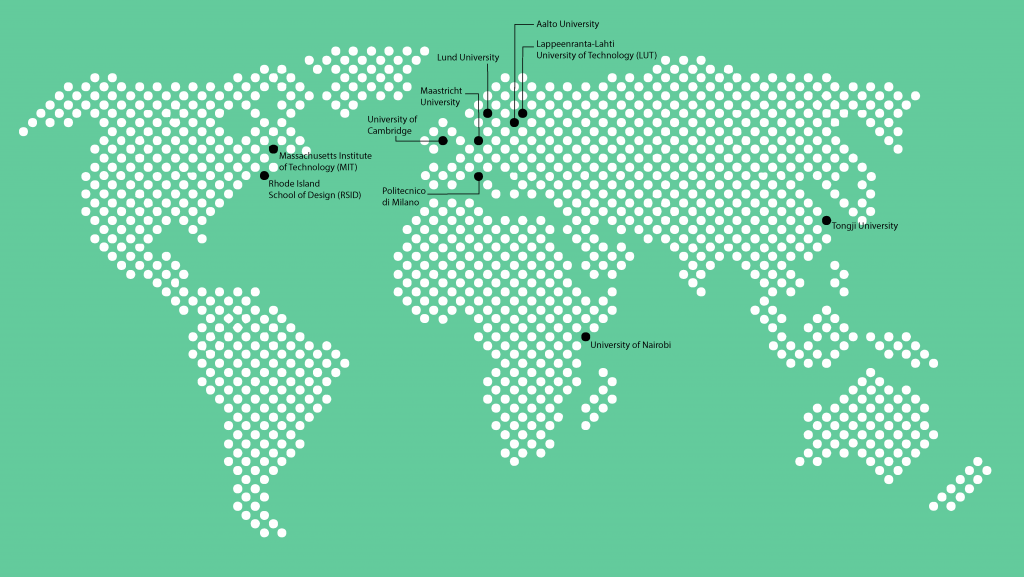 Aalto University
Lappeenranta-Lahti
University of Technology (LUT)
Lund University
Maastricht
University
University of
Cambridge
Massachusetts Institute
of Technology (MIT)
Rhode Island
School of Design (RSID)
Politecnico
di Milano
Tongji University
University of Nairobi